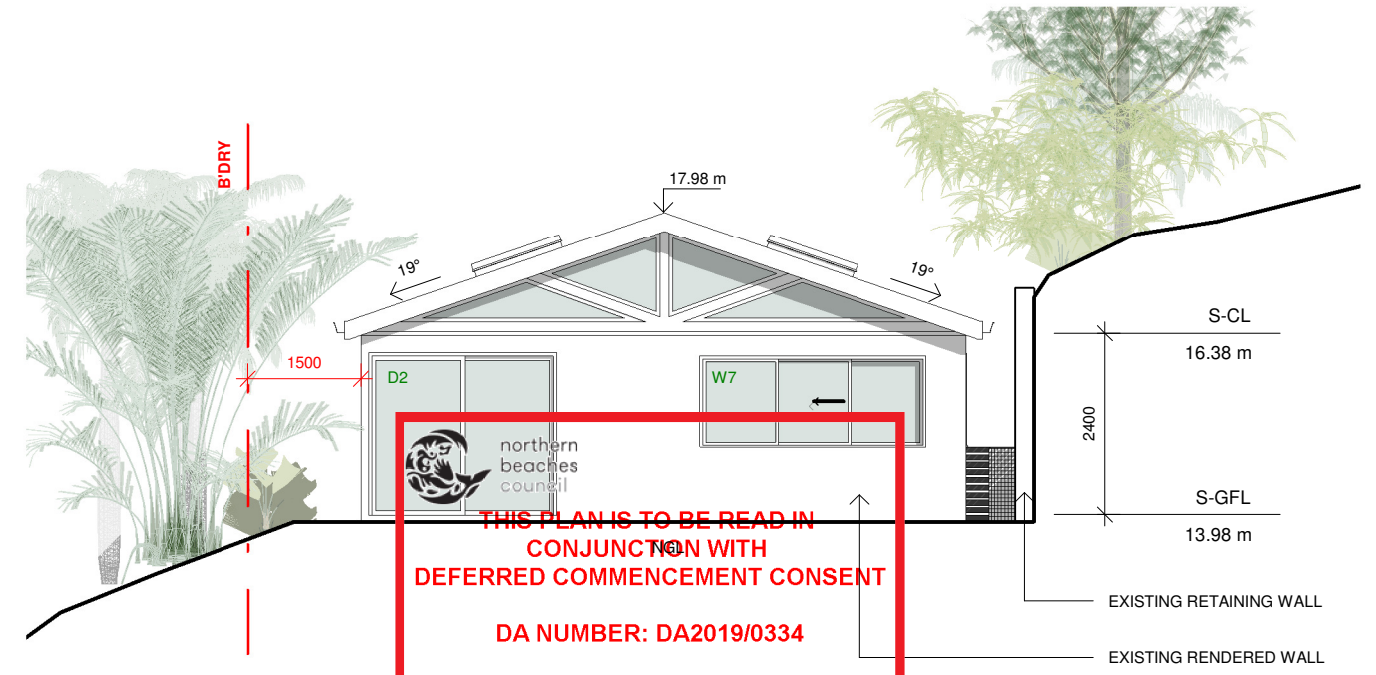 B'DRY
17.98 m
19°
19°
S-CL
16.38 m
1500
D2
W7
2400
northern
beaches
council
S-GFL
13.98 m
THIS PLAN IS TO BE READ IN
CONJUNCTION WITH
NGL
DEFERRED COMMENCEMENT CONSENT
EXISTING RETAINING WALL
DA NUMBER: DA2019/0334
EXISTING RENDERED WALL